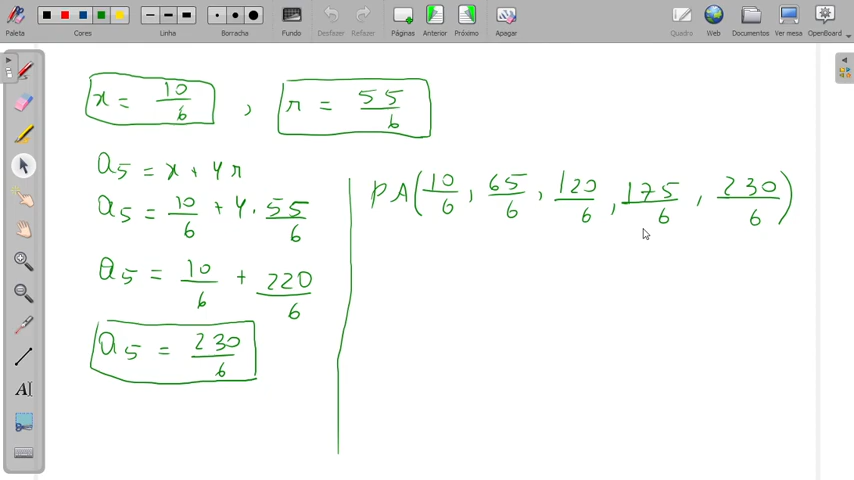 Paleta Cores Linha Borracha Fundo Desfazer Refazer Páginas Anterior Próximo Apagar Quadro Web Documentos Ver mesa OpenBoard
x = 10/6 , r = 55/6
a5 = x + 4r
a5 = 10/6 + 4 . 55/6
a5 = 10/6 + 220/6
a5 = 230/6
PA(10/6, 65/6, 120/6, 175/6, 230/6)
A